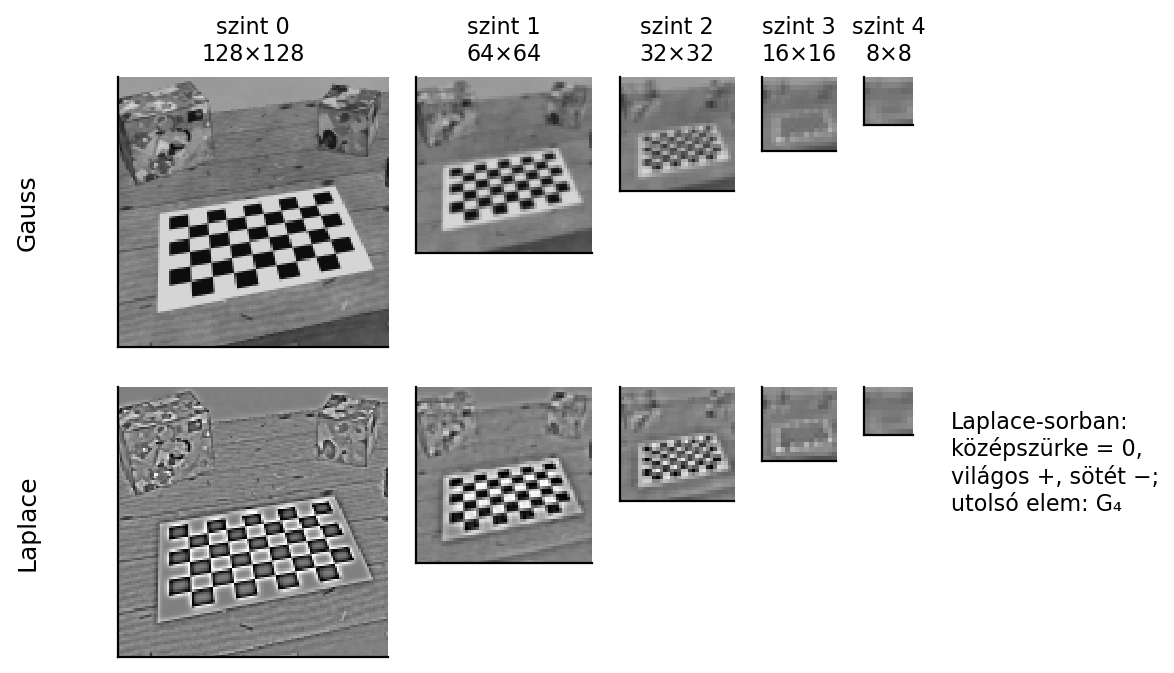 szint 0
128×128
szint 1
64×64
szint 2
32×32
szint 3
16×16
szint 4
8×8
Gauss
Laplace
Laplace-sorban:
középszürke = 0,
világos +, sötét −;
utolsó elem: G₄